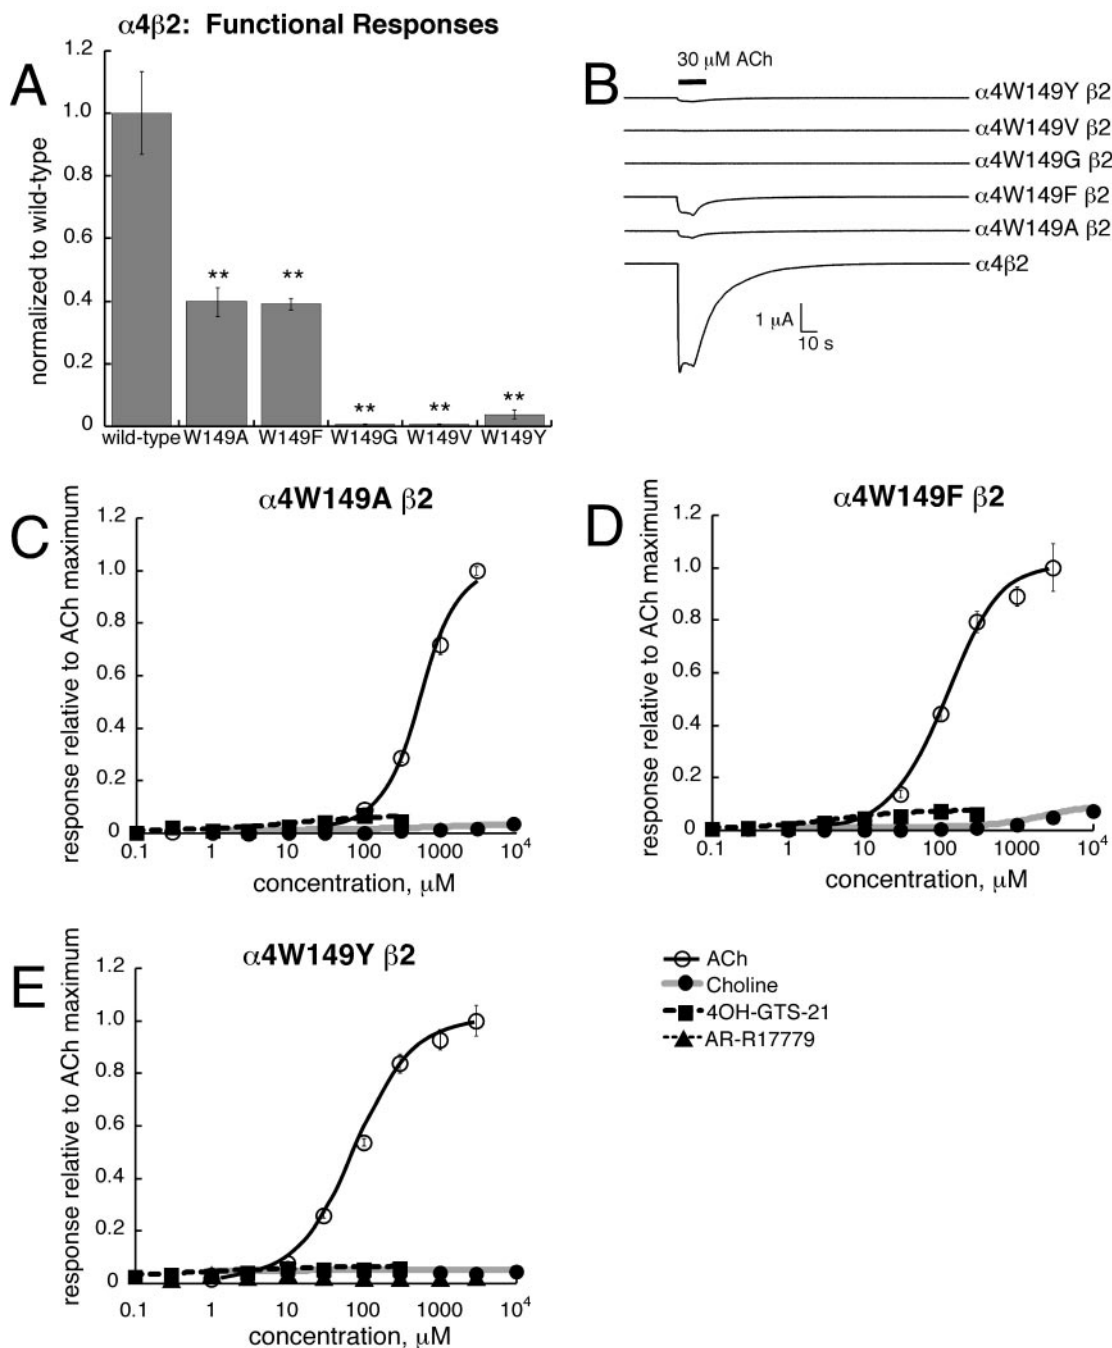 α4β2: Functional Responses
A
normalized to wild-type
1.2
1.0
0.8
0.6
0.4
0.2
0
**
**
**
**
**
wild-type W149A W149F W149G W149V W149Y
B
30 μM ACh
α4W149Y β2
α4W149V β2
α4W149G β2
α4W149F β2
α4W149A β2
α4β2
1 μA
10 s
C
α4W149A β2
response relative to ACh maximum
1.2
1.0
0.8
0.6
0.4
0.2
0
0.1 1 10 100 1000 10⁴
concentration, μM
D
α4W149F β2
response relative to ACh maximum
1.2
1.0
0.8
0.6
0.4
0.2
0
0.1 1 10 100 1000 10⁴
concentration, μM
E
α4W149Y β2
response relative to ACh maximum
1.2
1.0
0.8
0.6
0.4
0.2
0
0.1 1 10 100 1000 10⁴
concentration, μM
ACh
Choline
4OH-GTS-21
AR-R17779